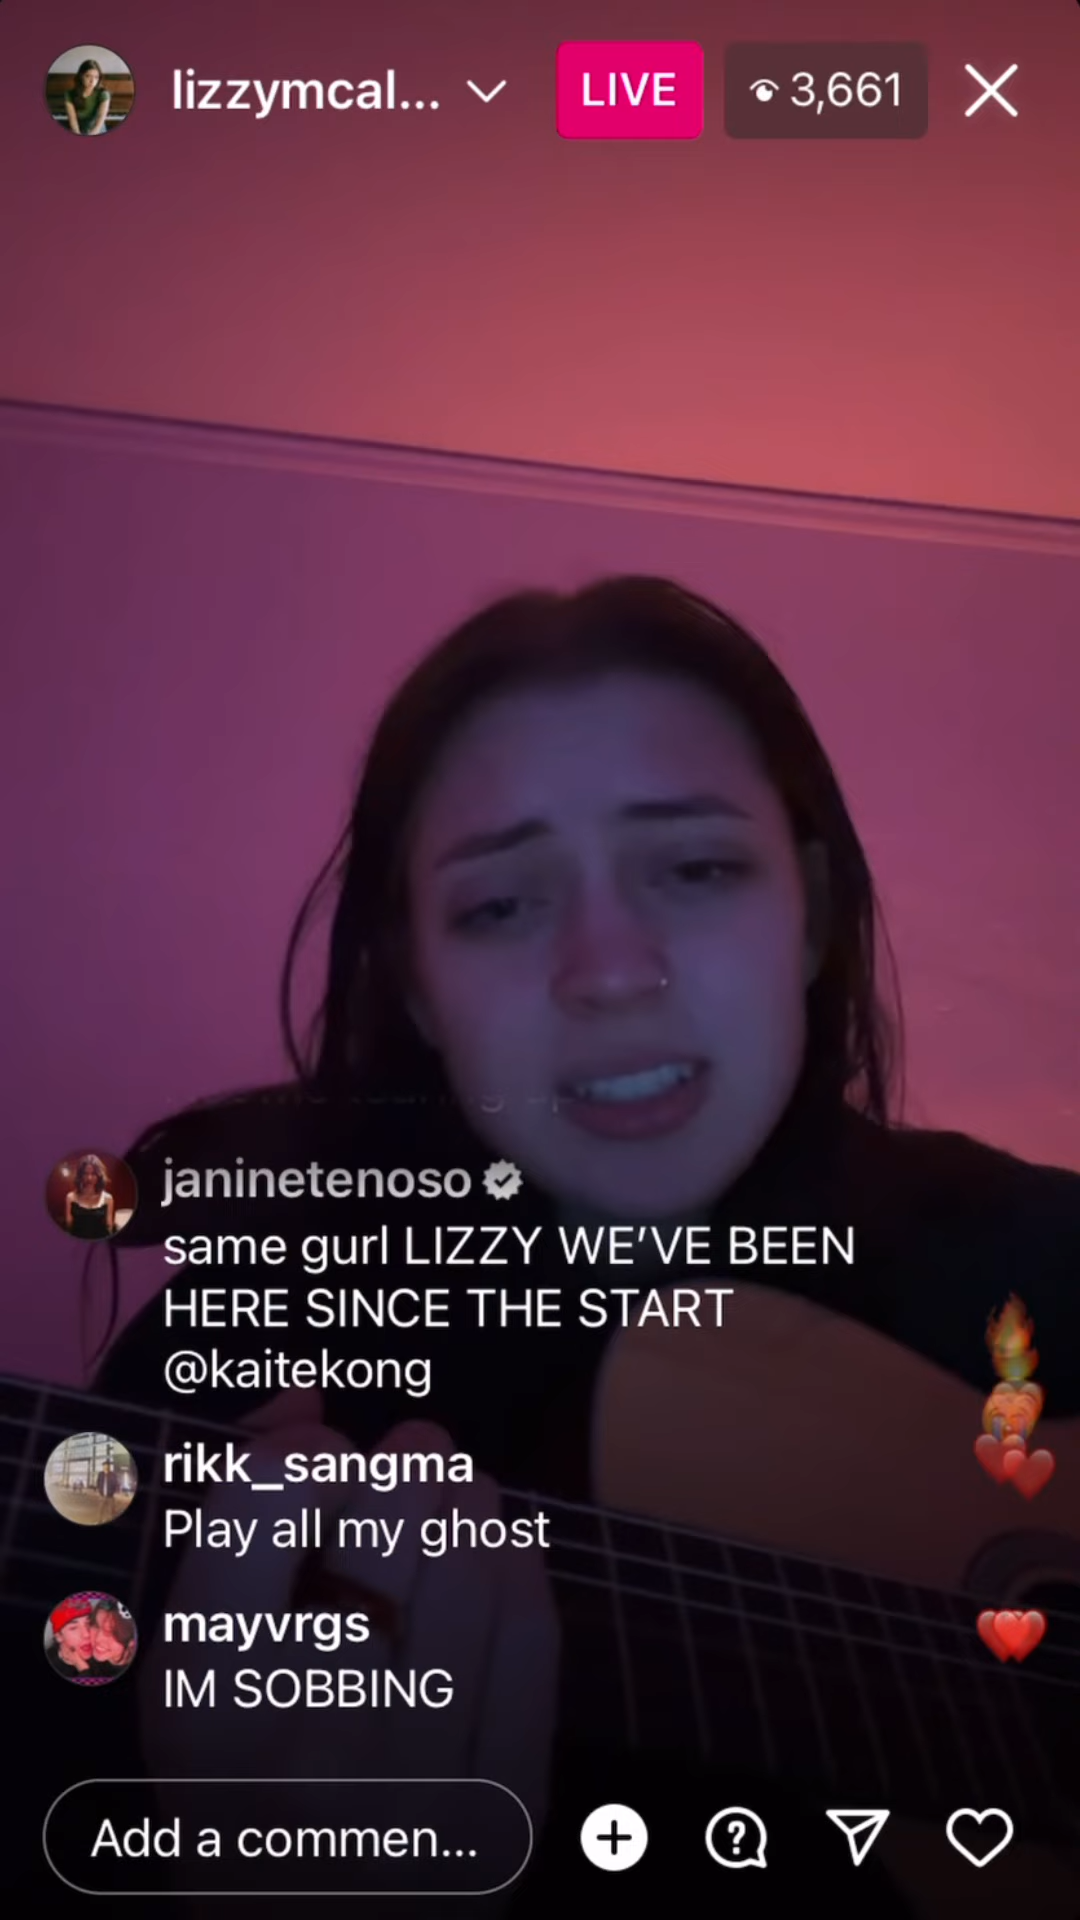 lizzymcal...
LIVE
3,661
janinetenoso
same gurl LIZZY WE’VE BEEN
HERE SINCE THE START
@kaitekong
rikk_sangma
Play all my ghost
mayvrgs
IM SOBBING
Add a commen...